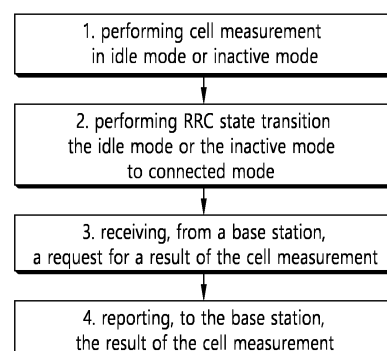 1. performing cell measurement
in idle mode or inactive mode
2. performing RRC state transition
the idle mode or the inactive mode
to connected mode
3. receiving, from a base station,
a request for a result of the cell measurement
4. reporting, to the base station,
the result of the cell measurement